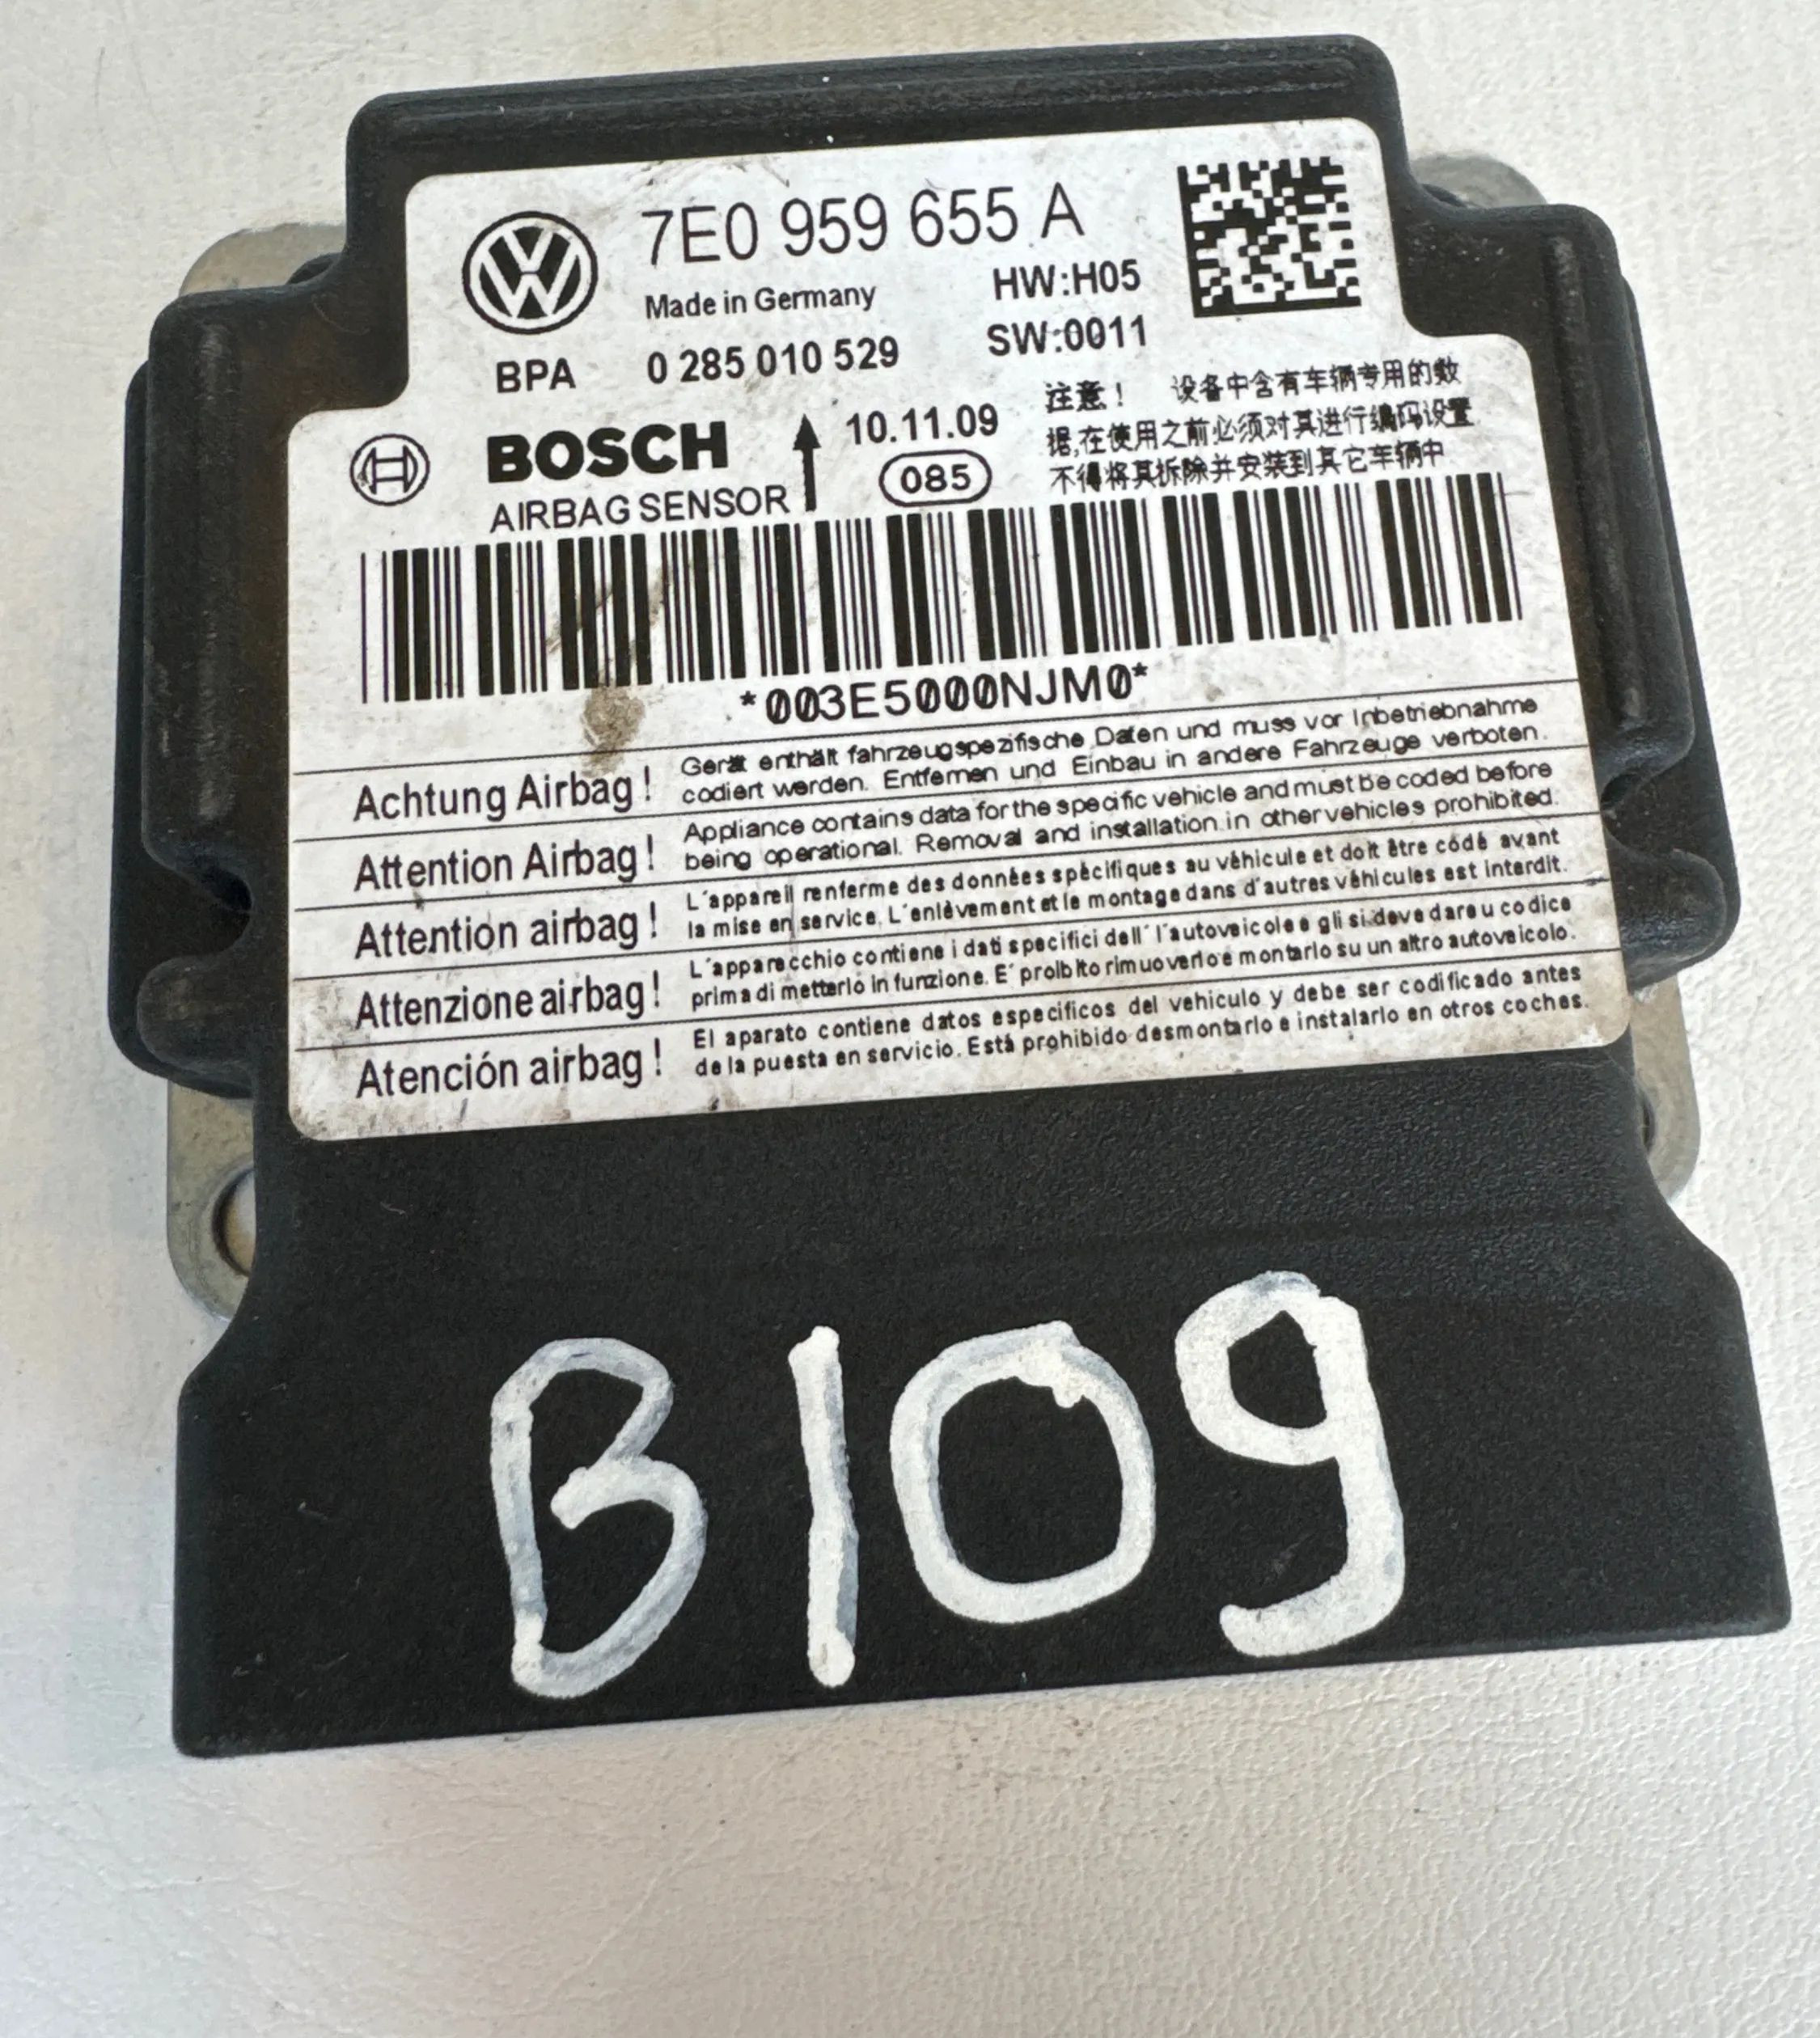 7E0 959 655 A
Made in Germany
HW:H05
BPA 0 285 010 529
SW:0011
BOSCH
10.11.09
AIRBAG SENSOR
085
注意！ 设备中含有车辆专用的数
据,在使用之前必须对其进行编码设置
不得将其拆除并安装到其它车辆中
*003E5000NJM0*
Achtung Airbag!
Gerät enthält fahrzeugspezifische Daten und muss vor Inbetriebnahme
codiert werden. Entfernen und Einbau in andere Fahrzeuge verboten.
Attention Airbag!
Appliance contains data for the specific vehicle and must be coded before
being operational. Removal and installation in other vehicles prohibited.
Attention airbag!
L´appareil renferme des données spècifiques au vèhicule et doit être códé avant
la mise en service. L´enlèvement et le montage dans d´autres véhicules est interdit.
Attenzione airbag!
L´apparecchio contiene i dati specifici dell´ l´autoveicolo e gli si deve dare u codice
prima di metterlo in funzione. E´ proibito rimuoverlo e montarlo su un altro autoveicolo.
Atención airbag!
El aparato contiene datos especificos del vehiculo y debe ser codificado antes
de la puesta en servicio. Está prohibido desmontarlo e instalarlo en otros coches.
B109